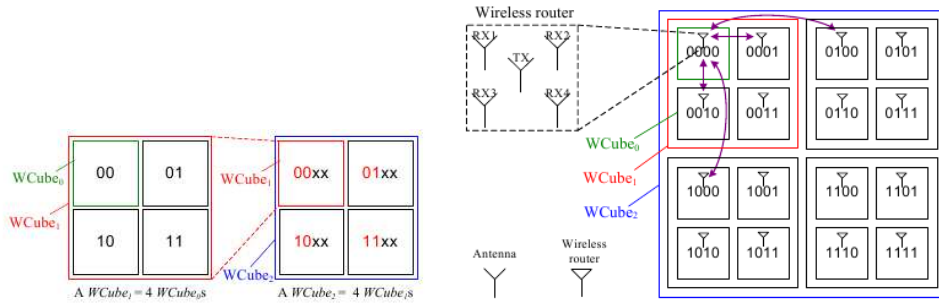 00
01
10
11
WCube0
WCube1
A WCube1 = 4 WCube0s
00xx
01xx
10xx
11xx
WCube1
WCube2
A WCube2 = 4 WCube1s
Wireless router
RX1
RX2
TX
RX3
RX4
Antenna
Wireless
router
WCube0
WCube1
WCube2
0000
0001
0100
0101
0010
0011
0110
0111
1000
1001
1100
1101
1010
1011
1110
1111